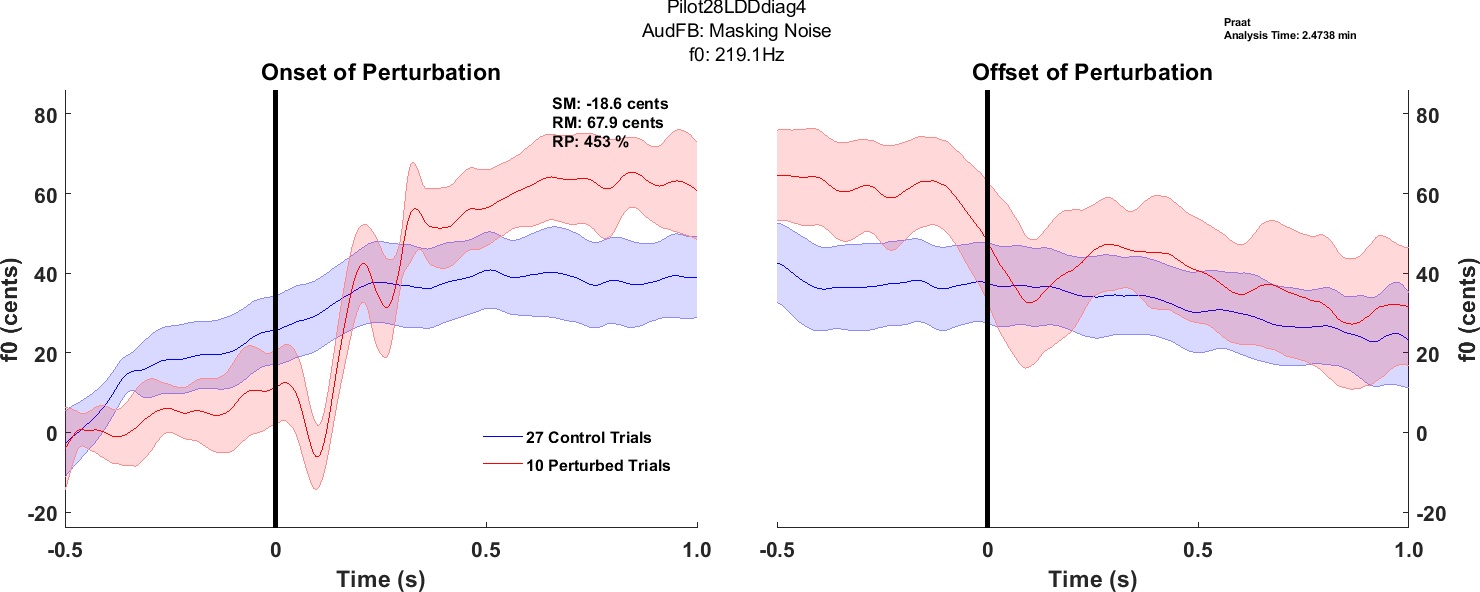 Pilot28LDDdiag4
AudFB: Masking Noise
f0: 219.1Hz
Praat
Analysis Time: 2.4738 min
Onset of Perturbation
Offset of Perturbation
SM: -18.6 cents
RM: 67.9 cents
RP: 453 %
80
60
40
20
0
-20
f0 (cents)
27 Control Trials
10 Perturbed Trials
-0.5
0
0.5
1.0
Time (s)
80
60
40
20
0
-20
f0 (cents)
-0.5
0
0.5
1.0
Time (s)